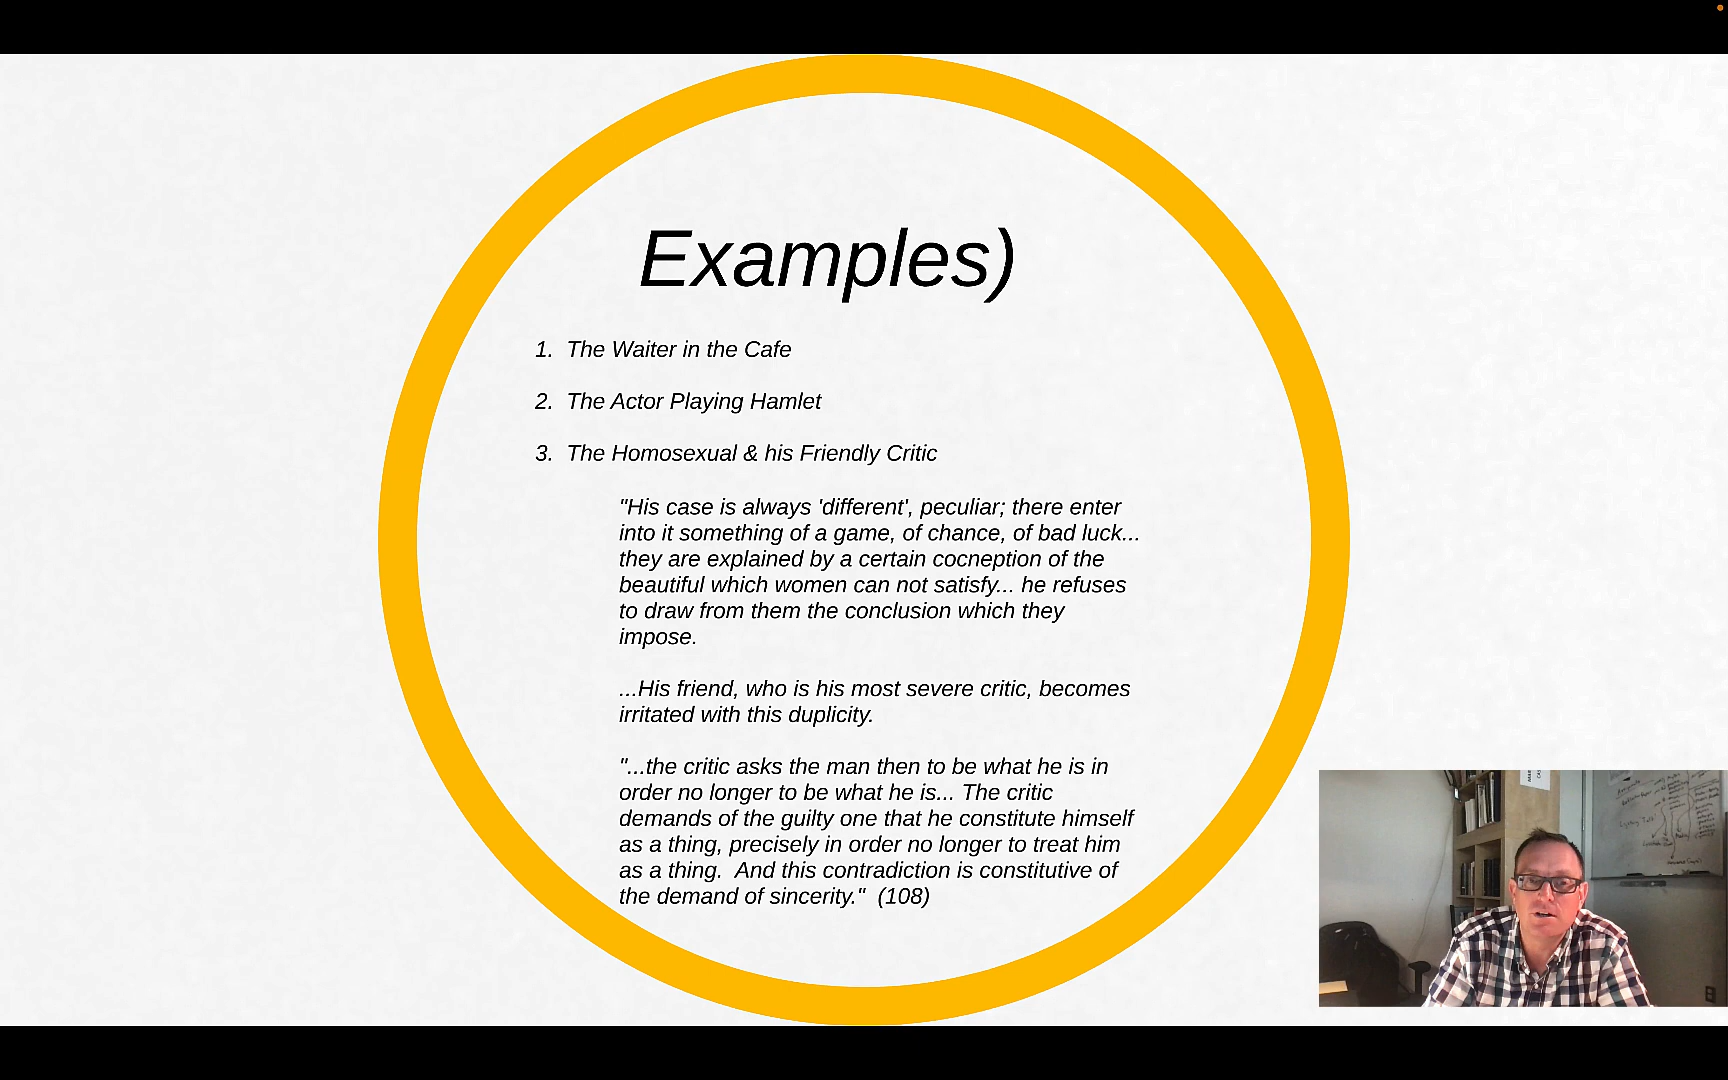 Examples)
1. The Waiter in the Cafe
2. The Actor Playing Hamlet
3. The Homosexual & his Friendly Critic
"His case is always 'different', peculiar; there enter
into it something of a game, of chance, of bad luck...
they are explained by a certain cocneption of the
beautiful which women can not satisfy... he refuses
to draw from them the conclusion which they
impose.
...His friend, who is his most severe critic, becomes
irritated with this duplicity.
"...the critic asks the man then to be what he is in
order no longer to be what he is... The critic
demands of the guilty one that he constitute himself
as a thing, precisely in order no longer to treat him
as a thing.  And this contradiction is constitutive of
the demand of sincerity."  (108)